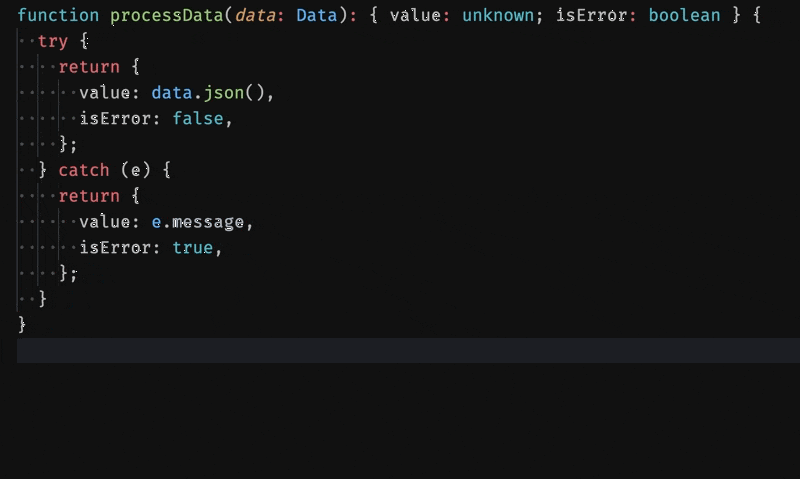 function processData(data: Data): { value: unknown; isError: boolean } {
  try {
    return {
      value: data.json(),
      isError: false,
    };
  } catch (e) {
    return {
      value: e.message,
      isError: true,
    };
  }
}